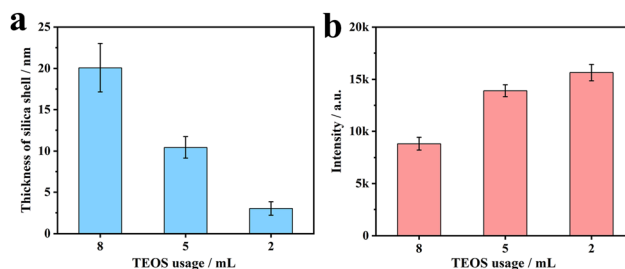 a
Thickness of silica shell / nm
25
20
15
10
5
0
8
5
2
TEOS usage / mL
b
Intensity / a.u.
20k
15k
10k
5k
0
8
5
2
TEOS usage / mL